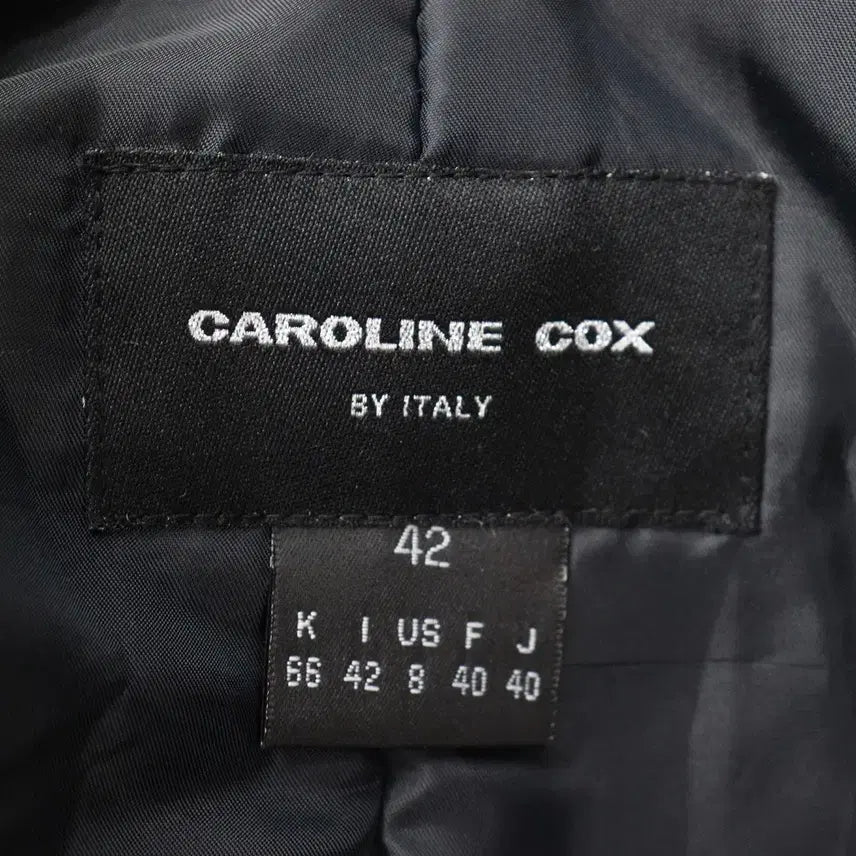 CAROLINE COX
BY ITALY
42
K I US F J
66 42 8 40 40